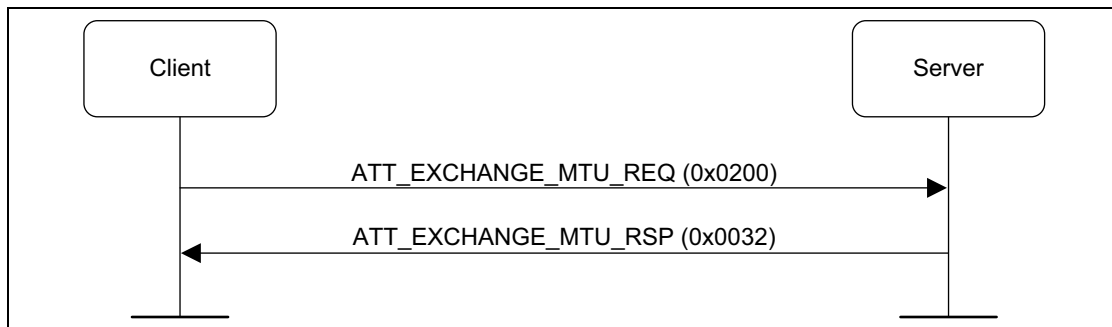 Client
Server
ATT_EXCHANGE_MTU_REQ (0x0200)
ATT_EXCHANGE_MTU_RSP (0x0032)